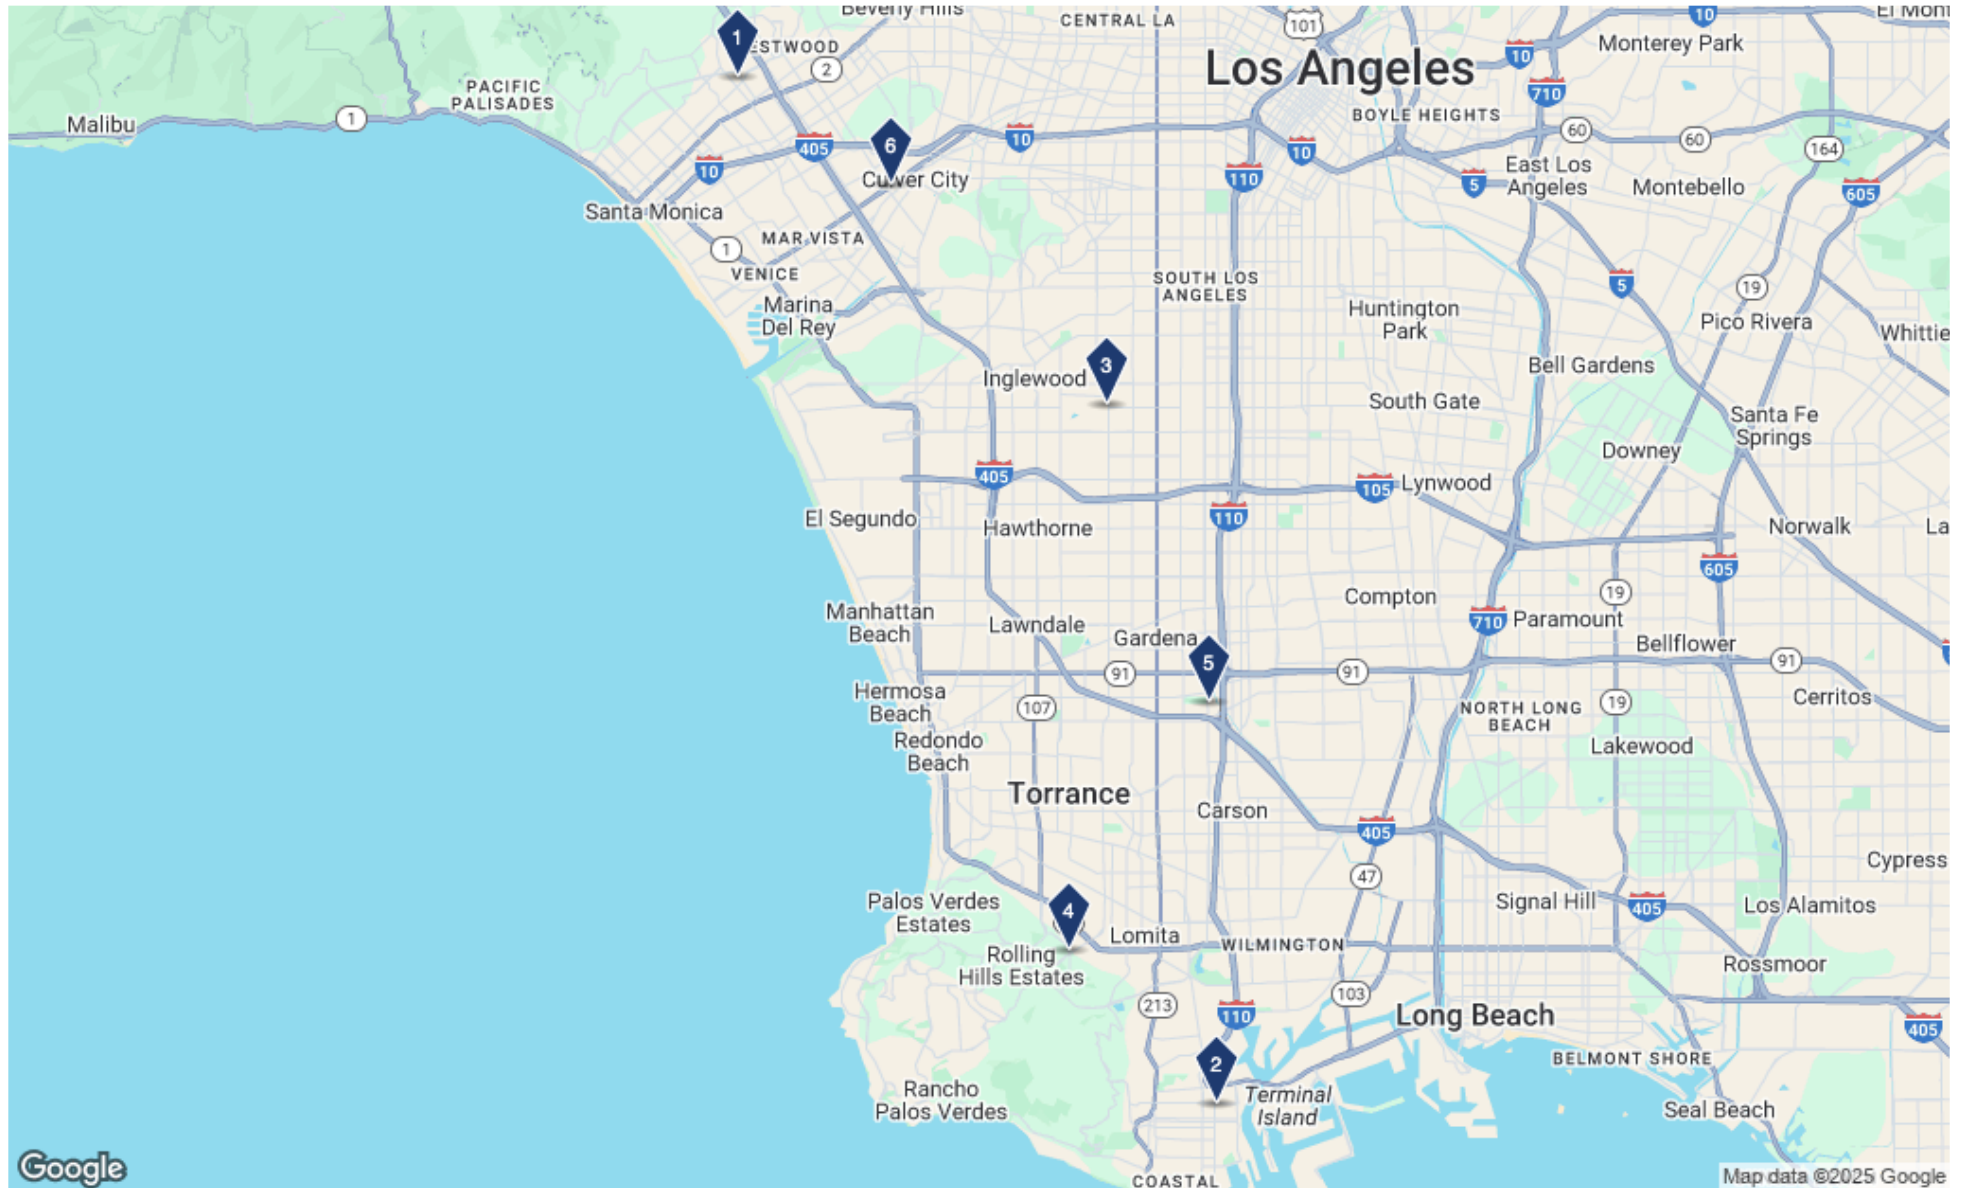 Beverly Hills
CENTRAL LA
101
10
El Mont
1
ESTWOOD
Los Angeles
Monterey Park
10
2
PACIFIC
PALISADES
710
Malibu
1
BOYLE HEIGHTS
60
60
164
405
6
10
10
110
10
Culver City
East Los
Angeles
5
Montebello
605
Santa Monica
1
MAR VISTA
VENICE
SOUTH LOS
ANGELES
5
19
Marina
Del Rey
Huntington
Park
Pico Rivera
Whittie
3
Inglewood
Bell Gardens
South Gate
Santa Fe
Springs
Downey
405
105
Lynwood
110
El Segundo
Hawthorne
Norwalk
La
605
19
Compton
Manhattan
Beach
Lawndale
Gardena
710
Paramount
Bellflower
5
91
91
91
Hermosa
Beach
107
NORTH LONG
BEACH
19
Cerritos
Redondo
Beach
Lakewood
Torrance
Carson
405
Cypress
47
Palos Verdes
Estates
4
Signal Hill
405
Los Alamitos
Lomita
WILMINGTON
Rolling
Hills Estates
Rossmoor
213
110
103
Long Beach
405
2
BELMONT SHORE
Rancho
Palos Verdes
Terminal
Island
Seal Beach
Google
COASTAL
Map data ©2025 Google